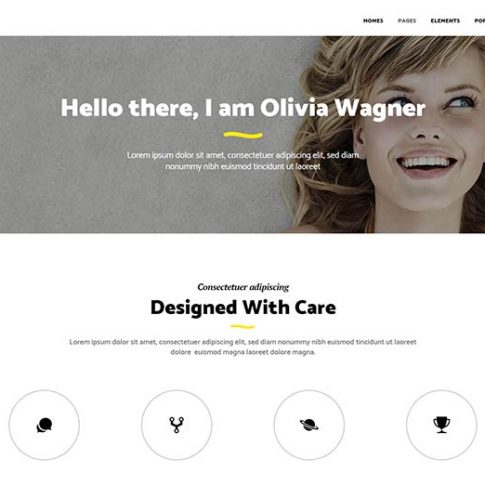 HOMES PAGES ELEMENTS
Hello there, I am Olivia Wagner
Lorem ipsum dolor sit amet, consectetuer adipiscing elit, sed diam
nonummy nibh euismod tincidunt ut laoreet
Consectetuer adipiscing
Designed With Care
Lorem ipsum dolor sit amet, consectetuer adipiscing elit, sed diam nonummy nibh euismod tincidunt ut laoreet
dolore euismod magna laoreet dolore magna.